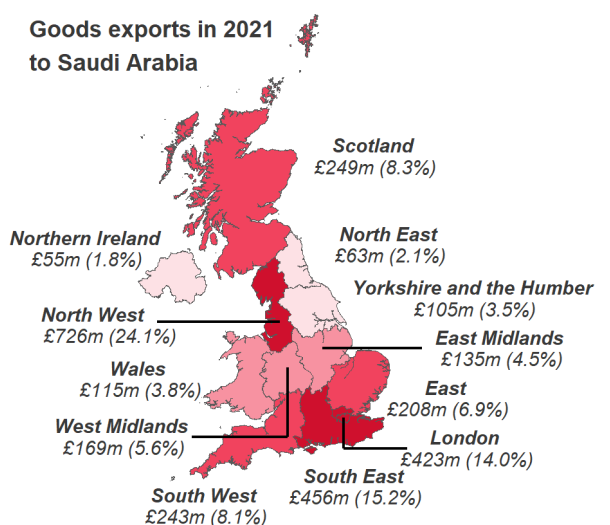 Goods exports in 2021
to Saudi Arabia
Scotland
£249m (8.3%)
Northern Ireland
£55m (1.8%)
North East
£63m (2.1%)
Yorkshire and the Humber
£105m (3.5%)
North West
£726m (24.1%)
East Midlands
£135m (4.5%)
Wales
£115m (3.8%)
East
£208m (6.9%)
West Midlands
£169m (5.6%)
London
£423m (14.0%)
South East
£456m (15.2%)
South West
£243m (8.1%)